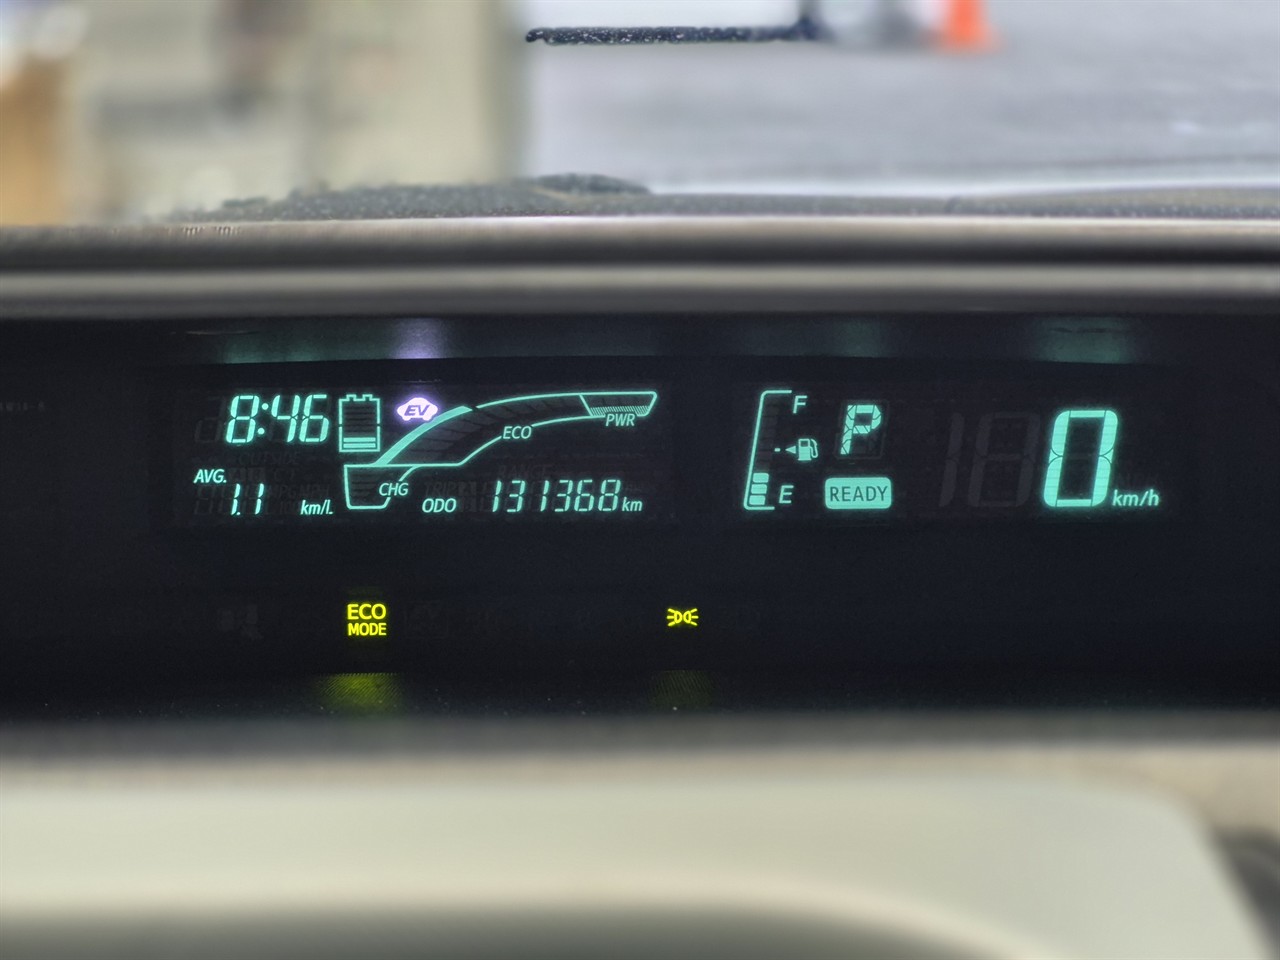 8:46
EV
ECO
PWR
AVG.
1.1 km/L
CHG
ODO 131368 km
F
E
P
READY
0 km/h
ECO
MODE